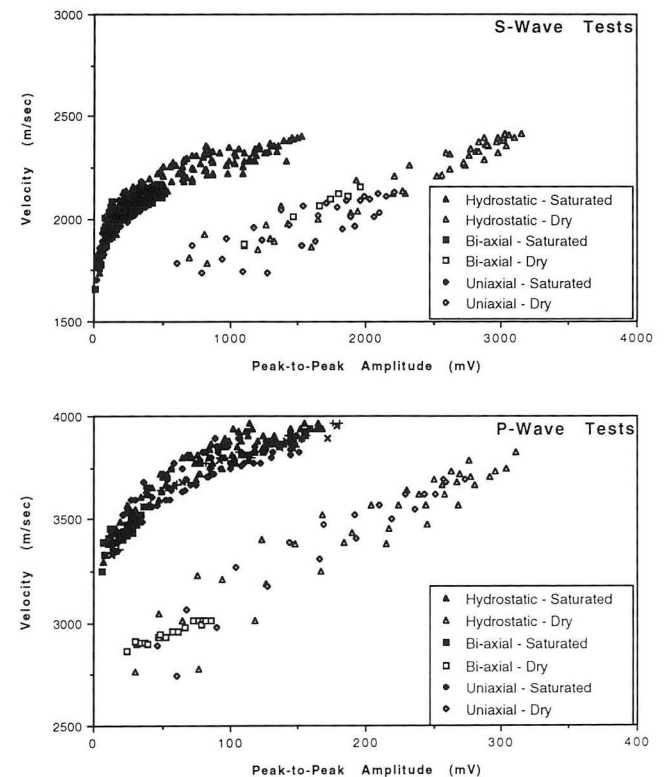 S-Wave Tests
3000
2500
2000
1500
Velocity (m/sec)
Hydrostatic - Saturated
Hydrostatic - Dry
Bi-axial - Saturated
Bi-axial - Dry
Uniaxial - Saturated
Uniaxial - Dry
0 1000 2000 3000 4000
Peak-to-Peak Amplitude (mV)
P-Wave Tests
4000
3500
3000
2500
Velocity (m/sec)
Hydrostatic - Saturated
Hydrostatic - Dry
Bi-axial - Saturated
Bi-axial - Dry
Uniaxial - Saturated
Uniaxial - Dry
0 100 200 300 400
Peak-to-Peak Amplitude (mV)